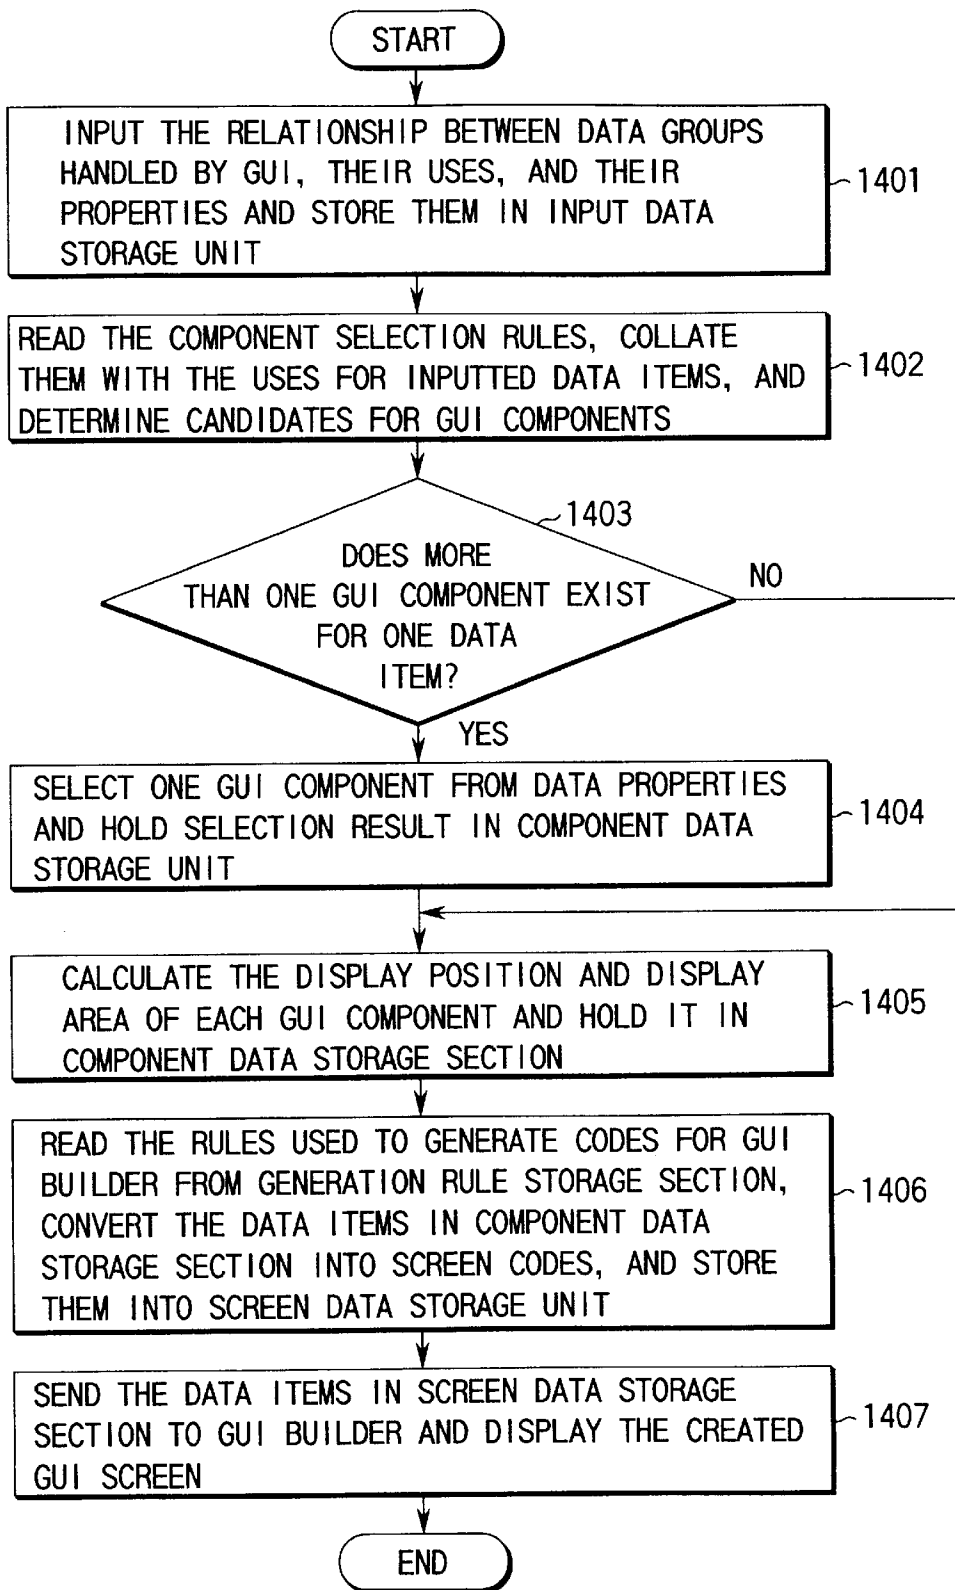 START
INPUT THE RELATIONSHIP BETWEEN DATA GROUPS
HANDLED BY GUI, THEIR USES, AND THEIR
PROPERTIES AND STORE THEM IN INPUT DATA
STORAGE UNIT
1401
READ THE COMPONENT SELECTION RULES, COLLATE
THEM WITH THE USES FOR INPUTTED DATA ITEMS, AND
DETERMINE CANDIDATES FOR GUI COMPONENTS
1402
1403
DOES MORE
THAN ONE GUI COMPONENT EXIST
FOR ONE DATA
ITEM?
NO
YES
SELECT ONE GUI COMPONENT FROM DATA PROPERTIES
AND HOLD SELECTION RESULT IN COMPONENT DATA
STORAGE UNIT
1404
CALCULATE THE DISPLAY POSITION AND DISPLAY
AREA OF EACH GUI COMPONENT AND HOLD IT IN
COMPONENT DATA STORAGE SECTION
1405
READ THE RULES USED TO GENERATE CODES FOR GUI
BUILDER FROM GENERATION RULE STORAGE SECTION,
CONVERT THE DATA ITEMS IN COMPONENT DATA
STORAGE SECTION INTO SCREEN CODES, AND STORE
THEM INTO SCREEN DATA STORAGE UNIT
1406
SEND THE DATA ITEMS IN SCREEN DATA STORAGE
SECTION TO GUI BUILDER AND DISPLAY THE CREATED
GUI SCREEN
1407
END